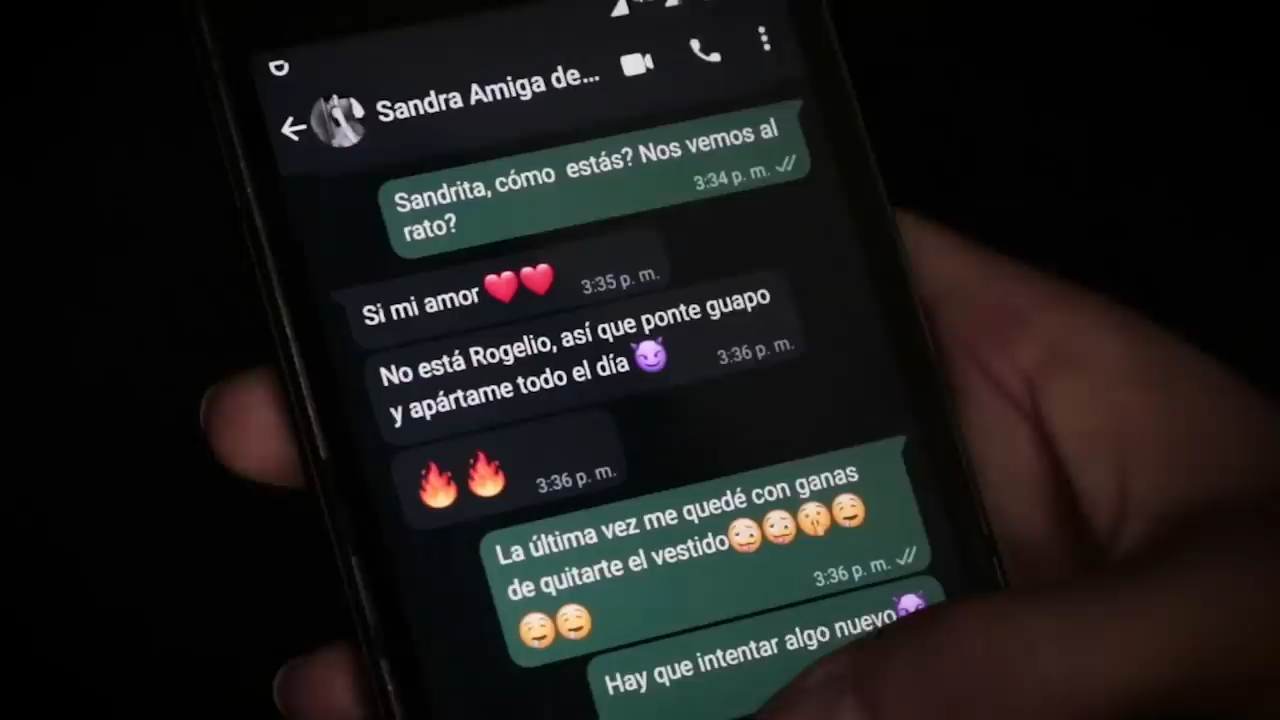 Sandra Amiga de...
Sandrita, cómo estás? Nos vemos al
rato?
3:34 p. m.
Si mi amor ❤️❤️
3:35 p. m.
No está Rogelio, así que ponte guapo
y apártame todo el día 😈
3:36 p. m.
🔥🔥
3:36 p. m.
La última vez me quedé con ganas
de quitarte el vestido🥴🥴🤫🤤
🤤🤤
3:36 p. m.
Hay que intentar algo nuevo😈